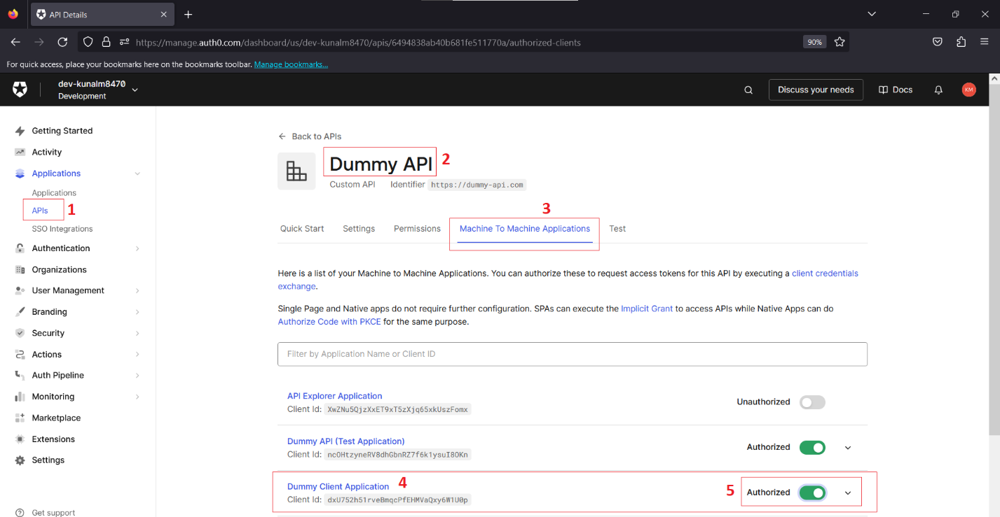 API Details
https://manage.auth0.com/dashboard/us/dev-kunalm8470/apis/6494838ab40b681fe511770a/authorized-clients
90%
For quick access, place your bookmarks here on the bookmarks toolbar. Manage bookmarks...
dev-kunalm8470
Development
Discuss your needs
Docs
KM
Getting Started
Activity
Applications
Applications
APIs
1
SSO Integrations
Authentication
Organizations
User Management
Branding
Security
Actions
Auth Pipeline
Monitoring
Marketplace
Extensions
Settings
Get support
Back to APIs
Dummy API
2
Custom API Identifier https://dummy-api.com
3
Quick Start Settings Permissions Machine To Machine Applications Test
Here is a list of your Machine to Machine Applications. You can authorize these to request access tokens for this API by executing a client credentials
exchange.
Single Page and Native apps do not require further configuration. SPAs can execute the Implicit Grant to access APIs while Native Apps can do
Authorize Code with PKCE for the same purpose.
Filter by Application Name or Client ID
API Explorer Application
Client Id: XwZNu5QjzXxET9xT5zXjq65xkUszFomx
Unauthorized
Dummy API (Test Application)
Client Id: ncOHtzyneRV8dhGbnRZ7f6k1ysuI8OKn
Authorized
Dummy Client Application 4
Client Id: dxU752h51rveBmqcPfEHMVaQxy6W1U0p
5 Authorized